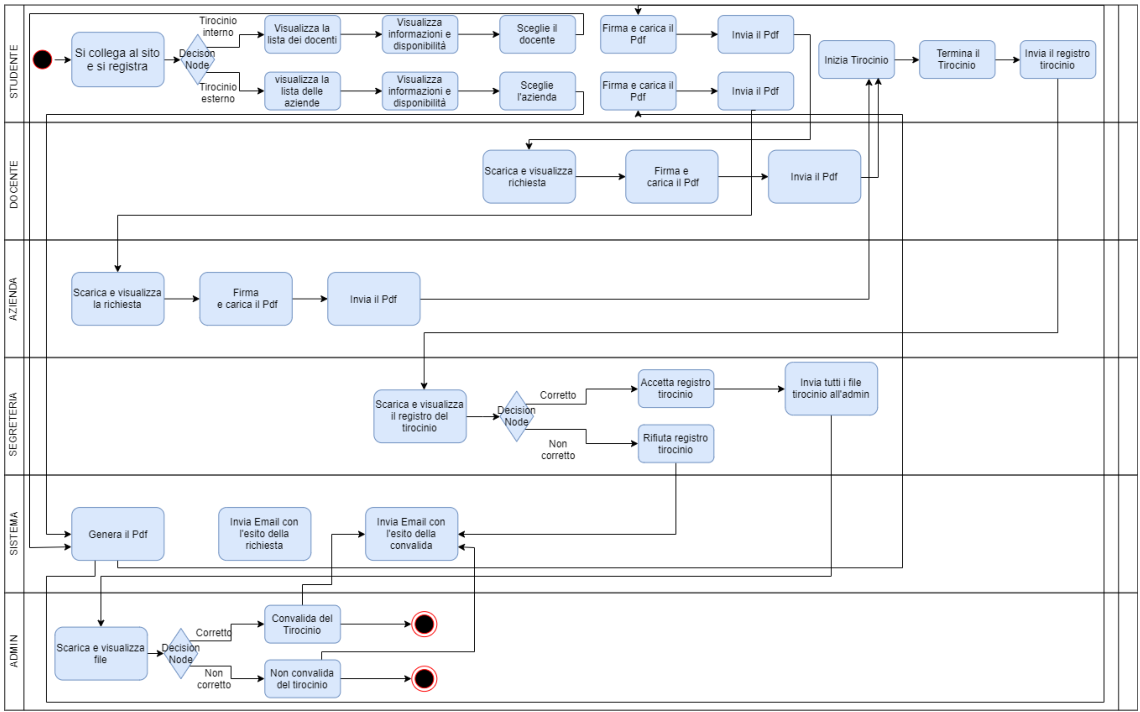 STUDENTE
Si collega al sito
e si registra
Decision
Node
Tirocinio
interno
Visualizza la
lista dei docenti
Visualizza
informazioni e
disponibilità
Sceglie il
docente
Firma e carica il
Pdf
Invia il Pdf
Tirocinio
esterno
visualizza la
lista delle
aziende
Visualizza
informazioni e
disponibilità
Sceglie
l'azienda
Firma e carica il
Pdf
Invia il Pdf
Inizia Tirocinio
Termina il
Tirocinio
Invia il registro
tirocinio
DOCENTE
Scarica e visualizza
richiesta
Firma e
carica il Pdf
Invia il Pdf
AZIENDA
Scarica e visualizza
la richiesta
Firma
e carica il Pdf
Invia il Pdf
SEGRETERIA
Scarica e visualizza
il registro del
tirocinio
Decision
Node
Corretto
Accetta registro
tirocinio
Invia tutti i file
tirocinio all'admin
Non
corretto
Rifiuta registro
tirocinio
SISTEMA
Genera il Pdf
Invia Email con
l'esito della
richiesta
Invia Email con
l'esito della
convalida
ADMIN
Scarica e visualizza
file
Decision
Node
Corretto
Convalida del
Tirocinio
Non
corretto
Non convalida
del tirocinio